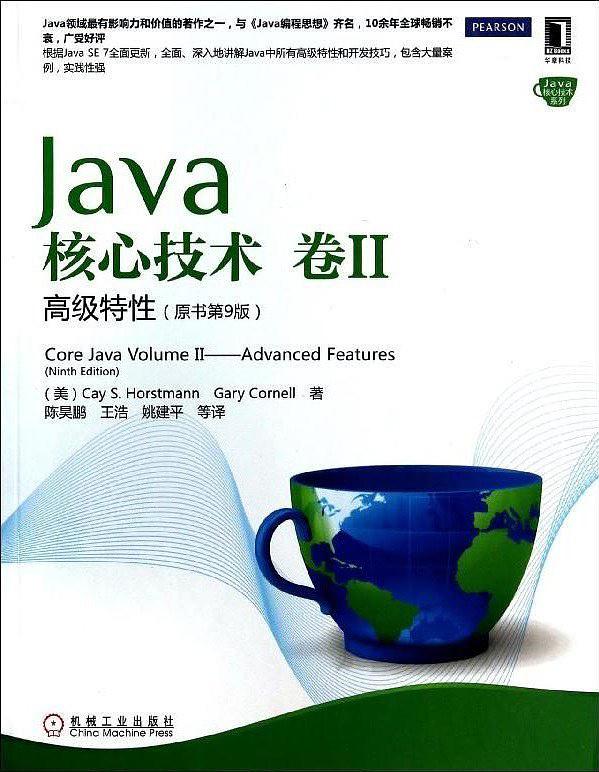 Java领域最有影响力和价值的著作之一，与《Java编程思想》齐名，10余年全球畅销不
衰，广受好评
根据Java SE 7全面更新，全面、深入地讲解Java中所有高级特性和开发技巧，包含大量案
例，实践性强
PEARSON
HZ Books
华章科技
Java
核心技术
系列
Java
核心技术 卷II
高级特性（原书第9版）
Core Java Volume II——Advanced Features
(Ninth Edition)
（美）Cay S. Horstmann Gary Cornell 著
陈昊鹏 王浩 姚建平 等译
机械工业出版社
China Machine Press